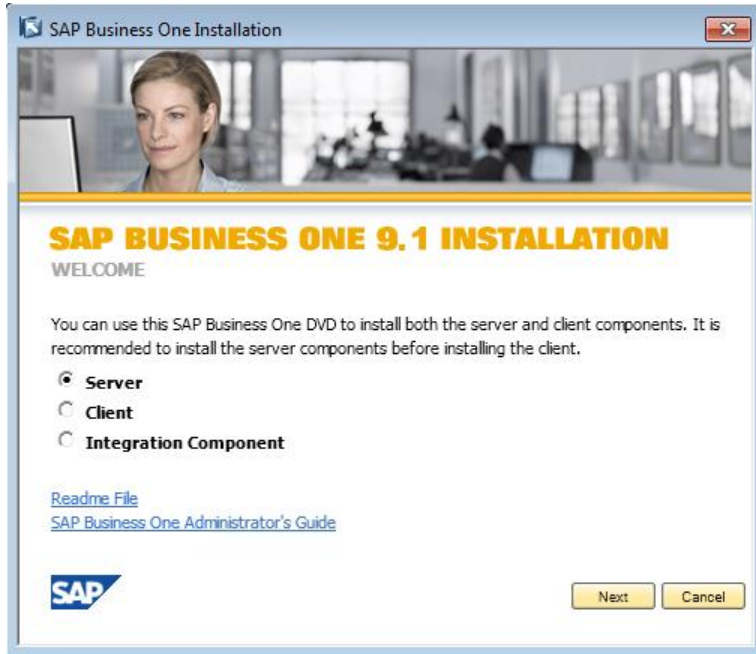 SAP Business One Installation
SAP BUSINESS ONE 9.1 INSTALLATION
WELCOME
You can use this SAP Business One DVD to install both the server and client components. It is
recommended to install the server components before installing the client.
Server
Client
Integration Component
Readme File
SAP Business One Administrator's Guide
SAP
Next
Cancel